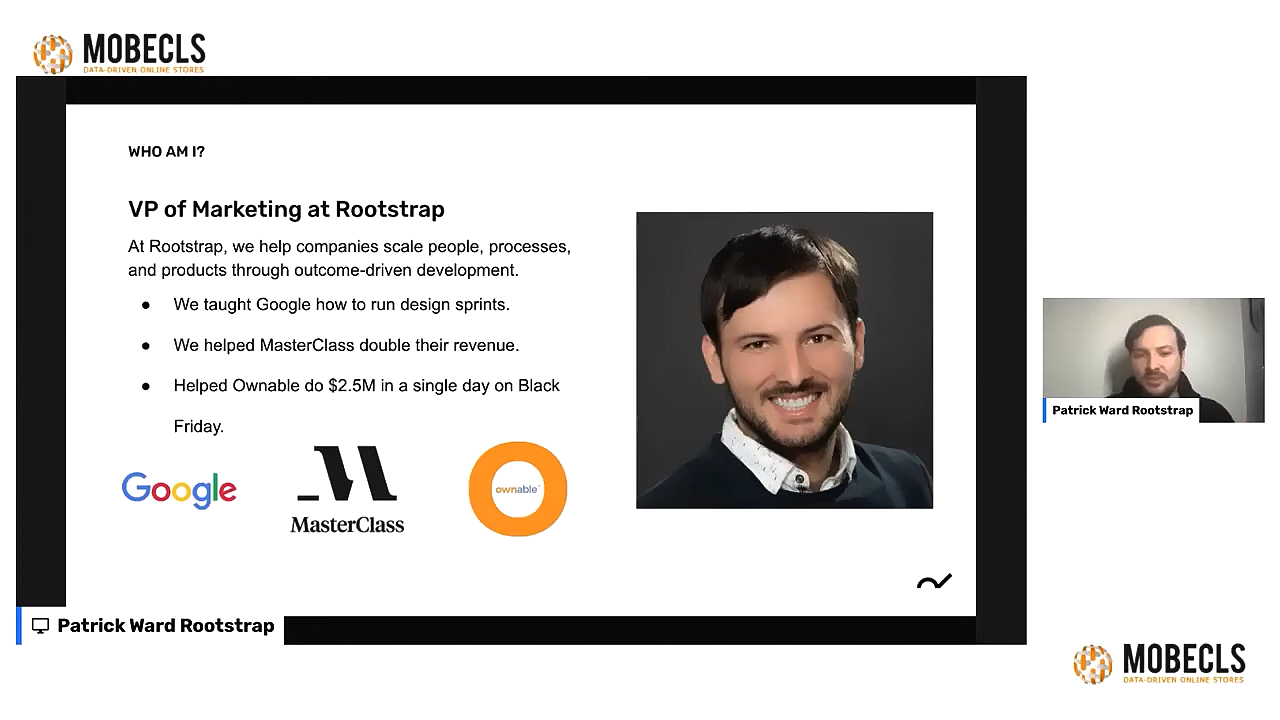 MOBECLS
DATA-DRIVEN ONLINE STORES
WHO AM I?
VP of Marketing at Rootstrap
At Rootstrap, we help companies scale people, processes,
and products through outcome-driven development.
● We taught Google how to run design sprints.
● We helped MasterClass double their revenue.
● Helped Ownable do $2.5M in a single day on Black
Friday.
Google
MasterClass
ownable
Patrick Ward Rootstrap
Patrick Ward Rootstrap
MOBECLS
DATA-DRIVEN ONLINE STORES